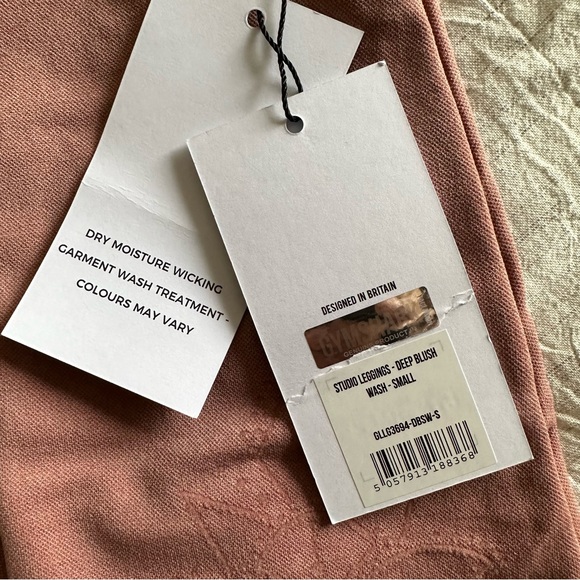 DRY MOISTURE WICKING
GARMENT WASH TREATMENT -
COLOURS MAY VARY
DESIGNED IN BRITAIN
PRODUCT
STUDIO LEGGINGS - DEEP BLUSH
WASH - SMALL
GLLG3694-DBSW-S
5 057913 188368